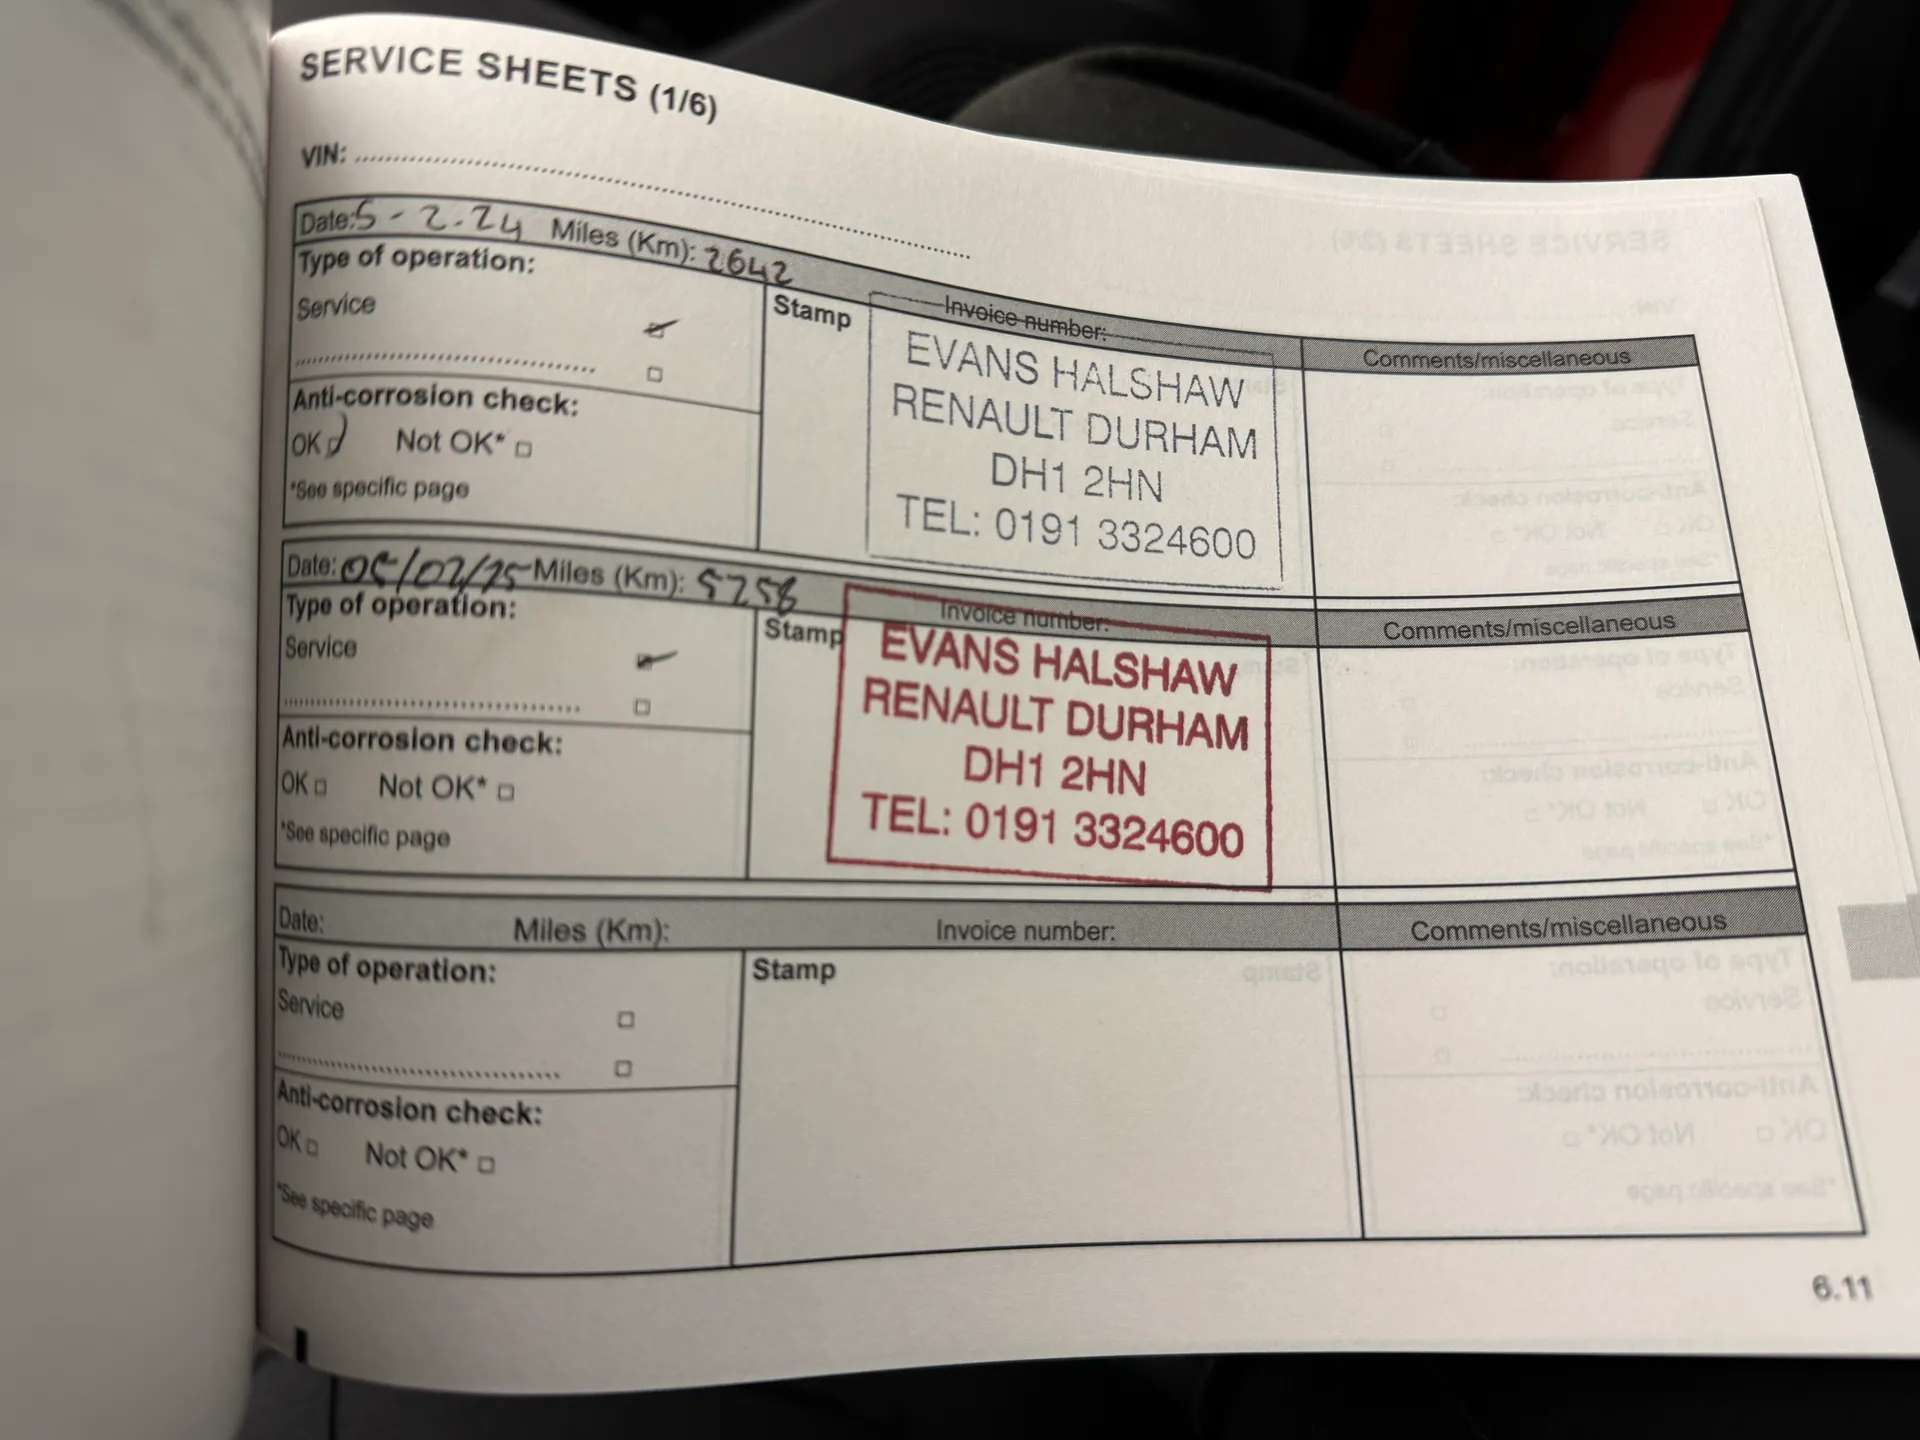 SERVICE SHEETS (1/6)
VIN: ................................................
Date: 5-2.24 Miles (Km): 2642 Invoice number: Comments/miscellaneous
Type of operation:
Service
Stamp
EVANS HALSHAW
RENAULT DURHAM
DH1 2HN
TEL: 0191 3324600
Anti-corrosion check:
OK Not OK*
*See specific page
Date: 05/02/25 Miles (Km): 5258 Invoice number: Comments/miscellaneous
Type of operation:
Service
Stamp
EVANS HALSHAW
RENAULT DURHAM
DH1 2HN
TEL: 0191 3324600
Anti-corrosion check:
OK Not OK*
*See specific page
Date: Miles (Km): Invoice number: Comments/miscellaneous
Type of operation:
Service
Stamp
Anti-corrosion check:
OK Not OK*
*See specific page
6.11